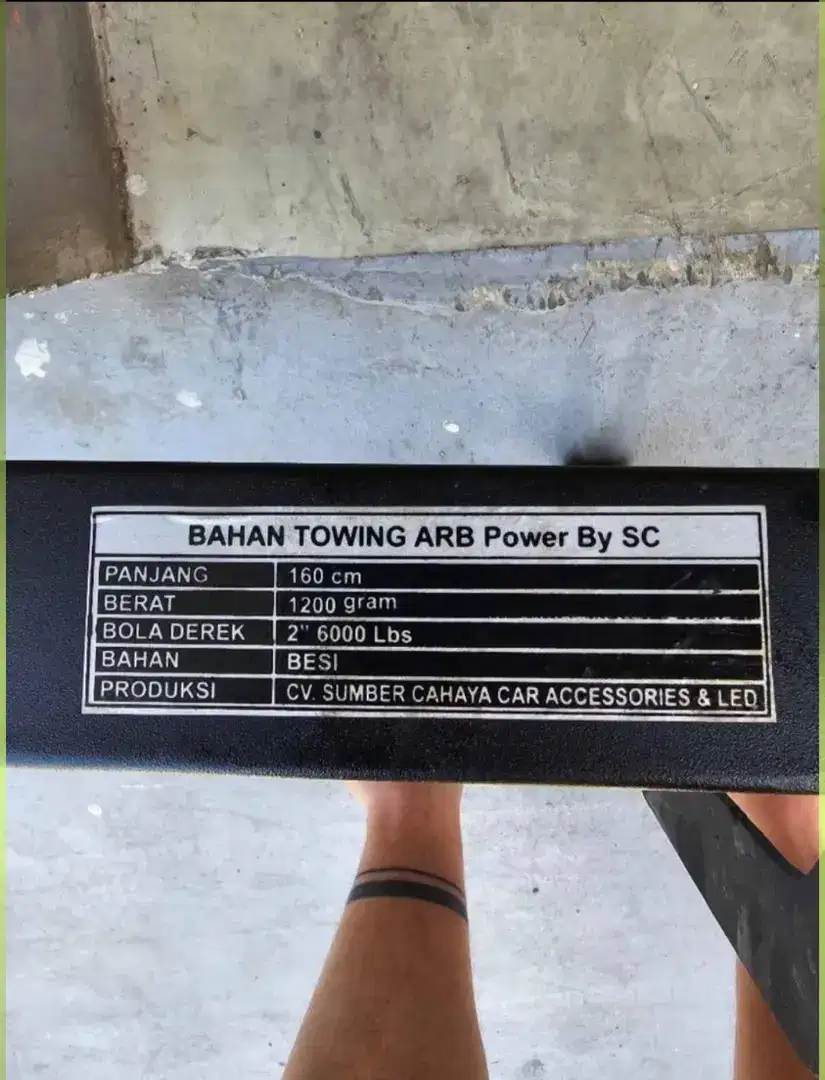 BAHAN TOWING ARB Power By SC
PANJANG 160 cm
BERAT 1200 gram
BOLA DEREK 2" 6000 Lbs
BAHAN BESI
PRODUKSI CV. SUMBER CAHAYA CAR ACCESSORIES & LED